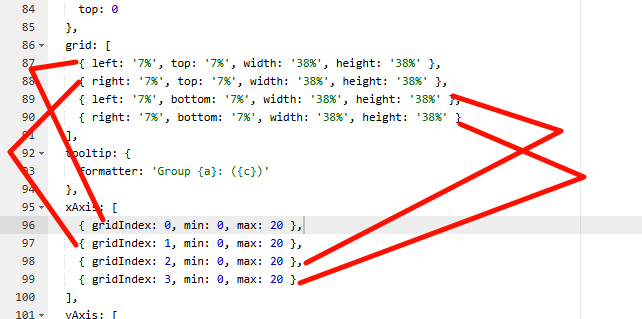 84 top: 0
85 },
86 grid: [
87 { left: '7%', top: '7%', width: '38%', height: '38%' },
88 { right: '7%', top: '7%', width: '38%', height: '38%' },
89 { left: '7%', bottom: '7%', width: '38%', height: '38%' },
90 { right: '7%', bottom: '7%', width: '38%', height: '38%' }
91 ],
92 tooltip: {
93 formatter: 'Group {a}: ({c})'
94 },
95 xAxis: [
96 { gridIndex: 0, min: 0, max: 20 },
97 { gridIndex: 1, min: 0, max: 20 },
98 { gridIndex: 2, min: 0, max: 20 },
99 { gridIndex: 3, min: 0, max: 20 }
100 ],
101 yAxis: [